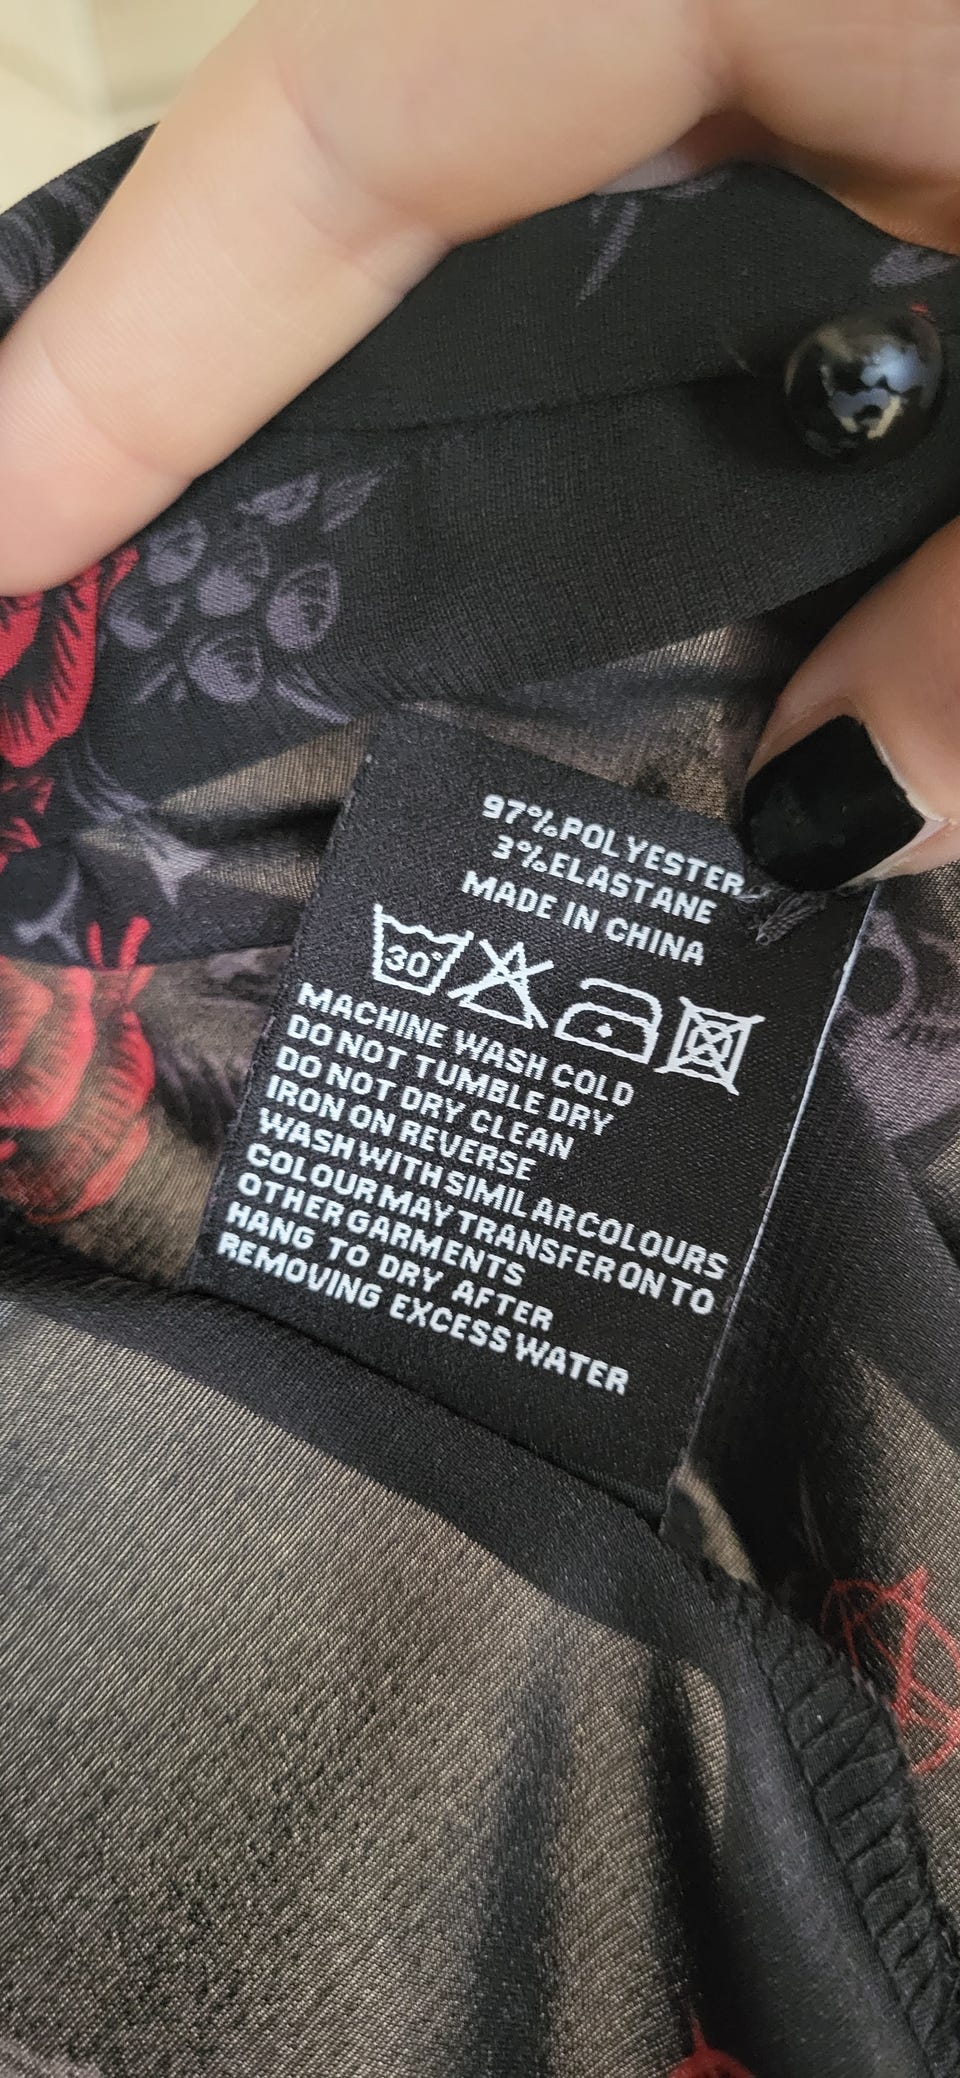 97%POLYESTER
3%ELASTANE
MADE IN CHINA
30°
MACHINE WASH COLD
DO NOT TUMBLE DRY
DO NOT DRY CLEAN
IRON ON REVERSE
WASH WITH SIMILAR COLOURS
COLOUR MAY TRANSFER ON TO
OTHER GARMENTS
HANG TO DRY AFTER
REMOVING EXCESS WATER